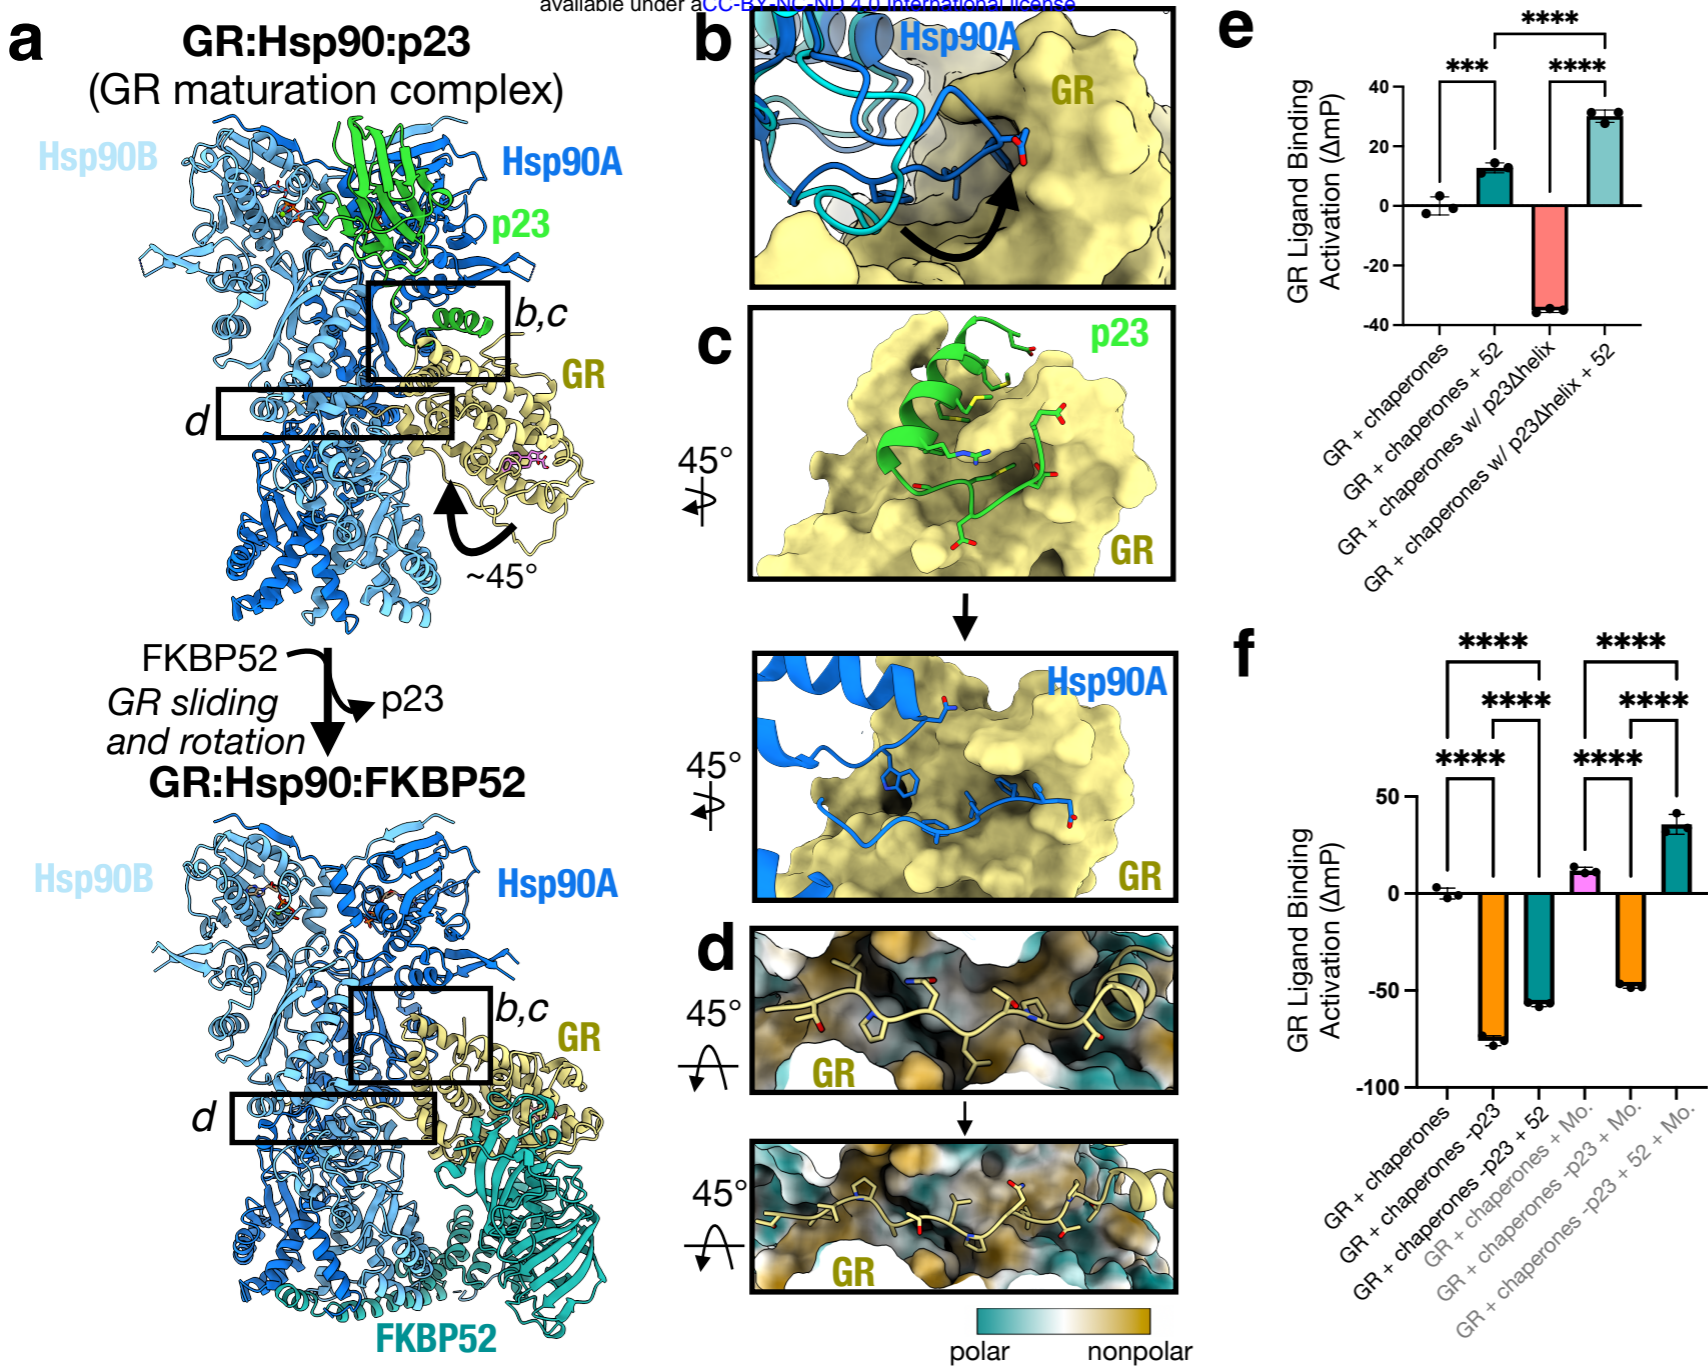 available under aCC-BY-NC-ND 4.0 International license
a
GR:Hsp90:p23
(GR maturation complex)
Hsp90B
Hsp90A
p23
b,c
GR
d
~45°
FKBP52
p23
GR sliding
and rotation
GR:Hsp90:FKBP52
Hsp90B
Hsp90A
b,c
GR
d
FKBP52
b
Hsp90A
GR
c
p23
45°
GR
Hsp90A
45°
GR
d
45°
GR
45°
GR
polar
nonpolar
e
****
***
****
GR Ligand Binding
Activation (ΔmP)
40
20
0
-20
-40
GR + chaperones
GR + chaperones + 52
GR + chaperones w/ p23Δhelix
GR + chaperones w/ p23Δhelix + 52
f
****
****
****
****
****
****
GR Ligand Binding
Activation (ΔmP)
50
0
-50
-100
GR + chaperones
GR + chaperones -p23
GR + chaperones -p23 + 52
GR + chaperones + Mo.
GR + chaperones -p23 + Mo.
GR + chaperones -p23 + 52 + Mo.